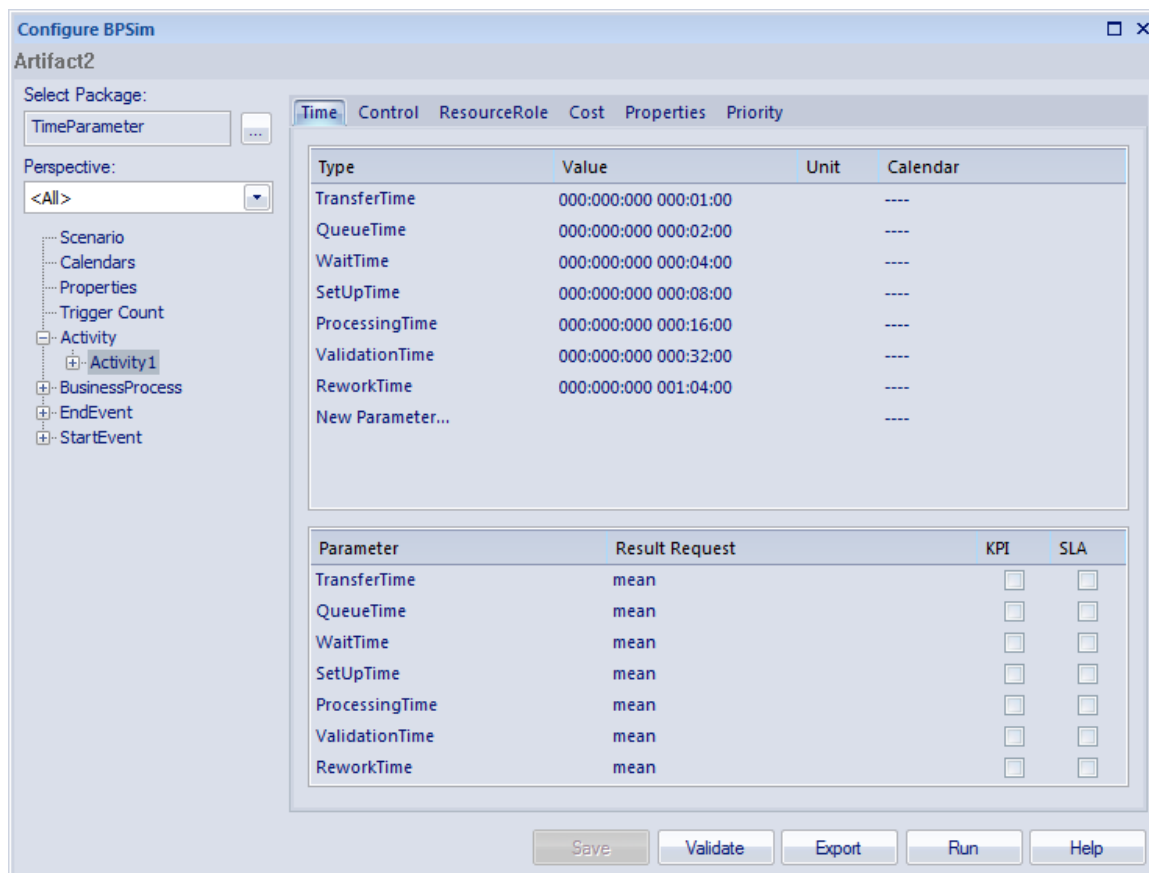 Configure BPSim
Artifact2
Select Package:
TimeParameter
...
Perspective:
<All>
Scenario
Calendars
Properties
Trigger Count
Activity
Activity1
BusinessProcess
EndEvent
StartEvent
Time Control ResourceRole Cost Properties Priority
Type Value Unit Calendar
TransferTime 000:000:000 000:01:00 ----
QueueTime 000:000:000 000:02:00 ----
WaitTime 000:000:000 000:04:00 ----
SetUpTime 000:000:000 000:08:00 ----
ProcessingTime 000:000:000 000:16:00 ----
ValidationTime 000:000:000 000:32:00 ----
ReworkTime 000:000:000 001:04:00 ----
New Parameter... ----
Parameter Result Request KPI SLA
TransferTime mean
QueueTime mean
WaitTime mean
SetUpTime mean
ProcessingTime mean
ValidationTime mean
ReworkTime mean
Save Validate Export Run Help